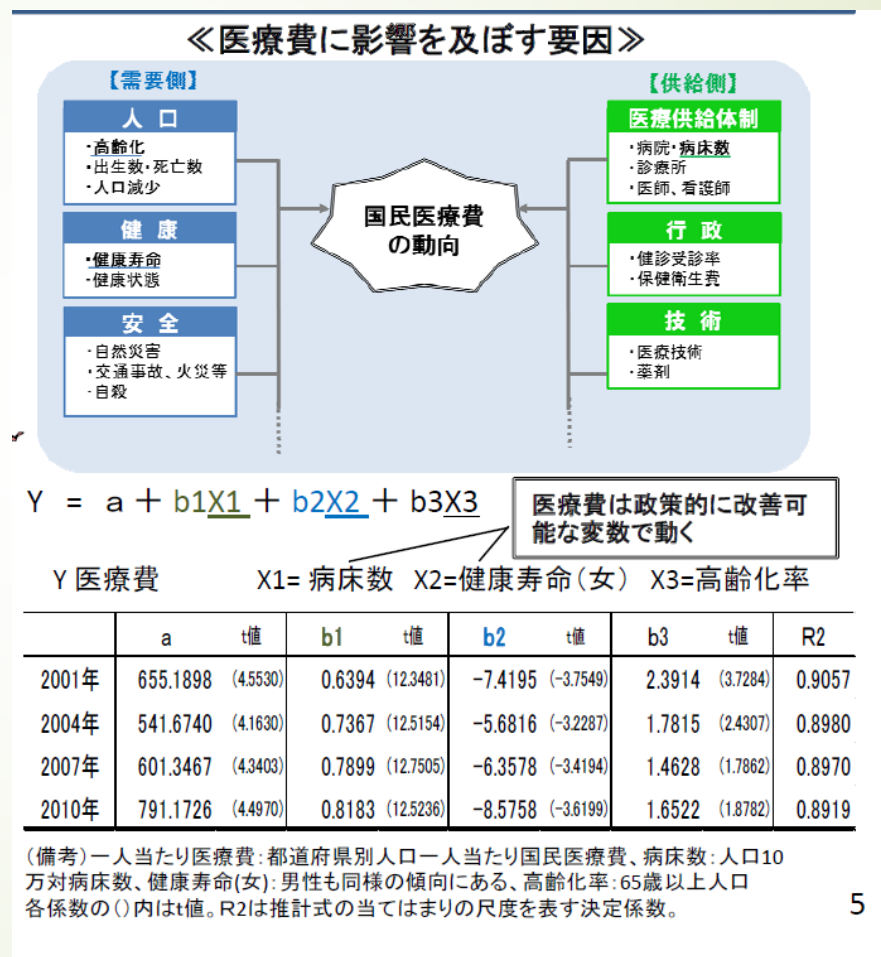 ≪医療費に影響を及ぼす要因≫
【需要側】
【供給側】
人 口
・高齢化
・出生数・死亡数
・人口減少
健 康
・健康寿命
・健康状態
安 全
・自然災害
・交通事故、火災等
・自殺
国民医療費
の動向
医療供給体制
・病院・病床数
・診療所
・医師、看護師
行 政
・健診受診率
・保健衛生費
技 術
・医療技術
・薬剤
Y = a + b1X1 + b2X2 + b3X3
医療費は政策的に改善可
能な変数で動く
Y 医療費 X1= 病床数 X2=健康寿命(女) X3=高齢化率
a t値 b1 t値 b2 t値 b3 t値 R2
2001年 655.1898 (4.5530) 0.6394 (12.3481) -7.4195 (-3.7549) 2.3914 (3.7284) 0.9057
2004年 541.6740 (4.1630) 0.7367 (12.5154) -5.6816 (-3.2287) 1.7815 (2.4307) 0.8980
2007年 601.3467 (4.3403) 0.7899 (12.7505) -6.3578 (-3.4194) 1.4628 (1.7862) 0.8970
2010年 791.1726 (4.4970) 0.8183 (12.5236) -8.5758 (-3.6199) 1.6522 (1.8782) 0.8919
(備考)一人当たり医療費:都道府県別人口一人当たり国民医療費、病床数:人口10
万対病床数、健康寿命(女):男性も同様の傾向にある、高齢化率:65歳以上人口
各係数の()内はt値。R2は推計式の当てはまりの尺度を表す決定係数。
5